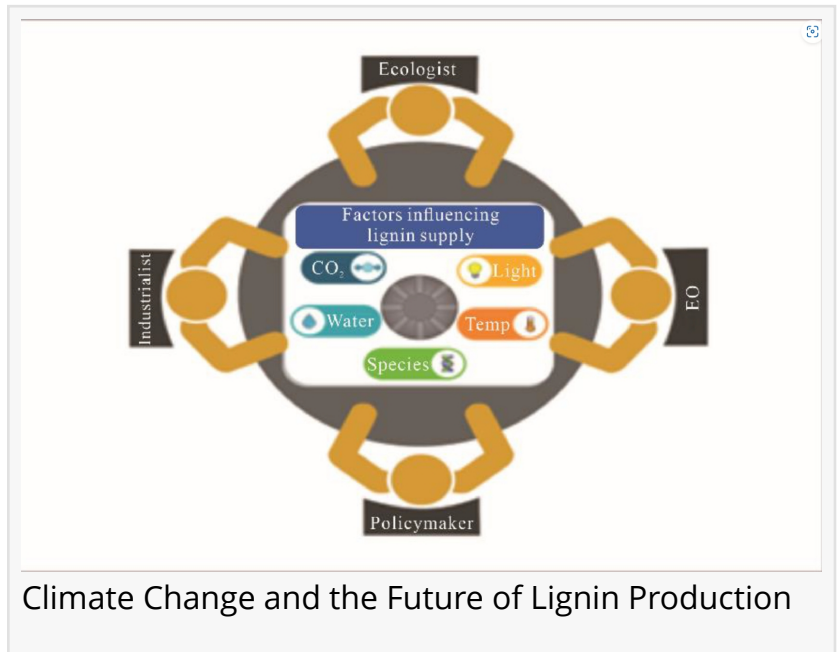 Ecologist
Factors influencing
lignin supply
CO₂
Light
Industrialist
EO
Water
Temp
Species
Policymaker
Climate Change and the Future of Lignin Production